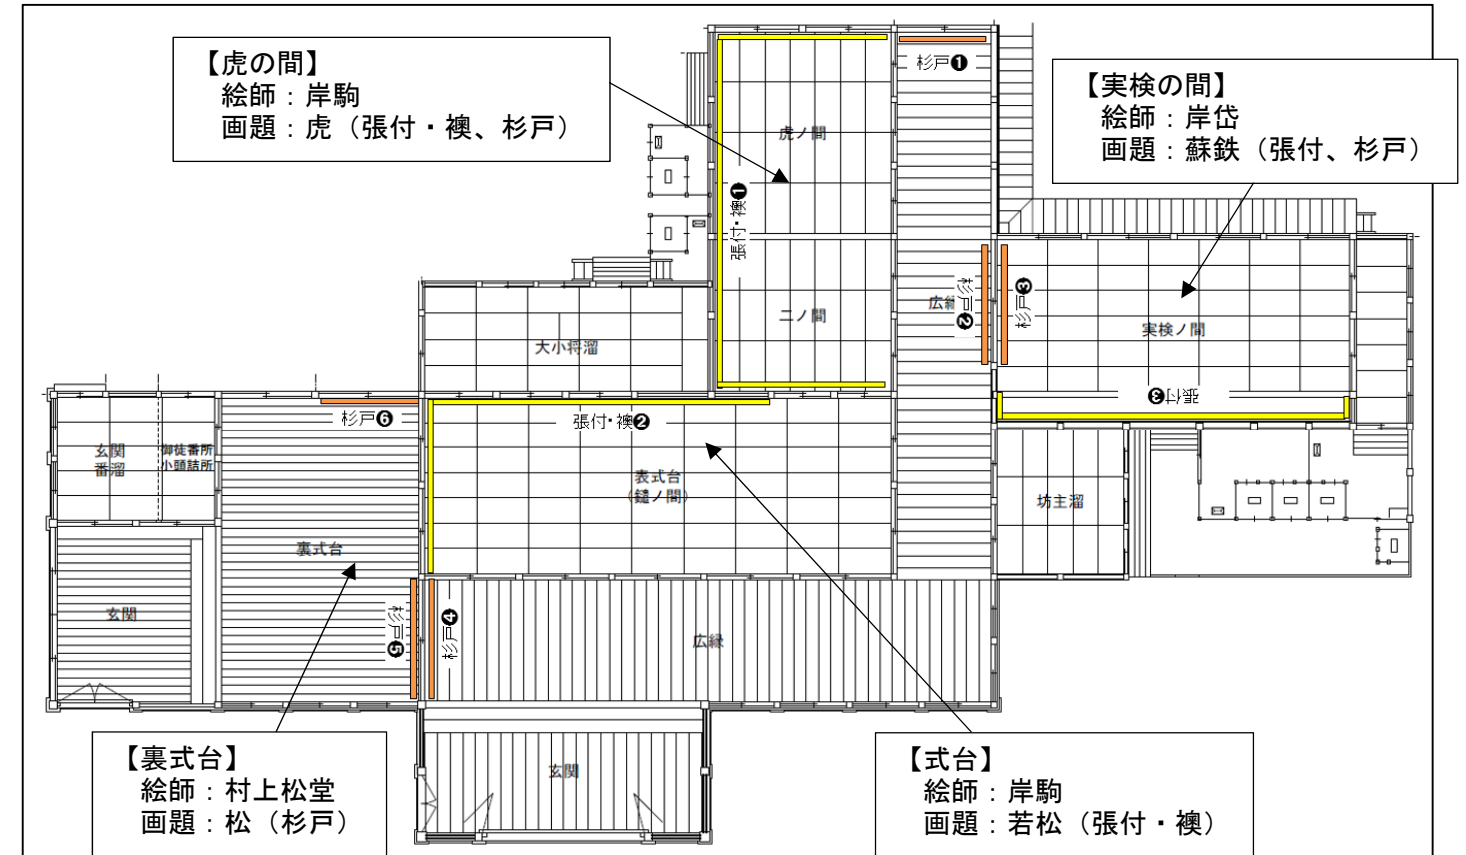 【虎の間】
絵師：岸駒
画題：虎（張付・襖、杉戸）
杉戸❶
【実検の間】
絵師：岸岱
画題：蘇鉄（張付、杉戸）
虎ノ間
張付・襖❶
二ノ間
広縁
杉戸❷
杉戸❸
実検ノ間
張付❸
大小将溜
杉戸❻
張付・襖❷
玄関
番溜
御徒番所
小頭詰所
表式台
（鑓ノ間）
坊主溜
裏式台
玄関
杉戸❺
杉戸❹
広縁
玄関
【裏式台】
絵師：村上松堂
画題：松（杉戸）
【式台】
絵師：岸駒
画題：若松（張付・襖）